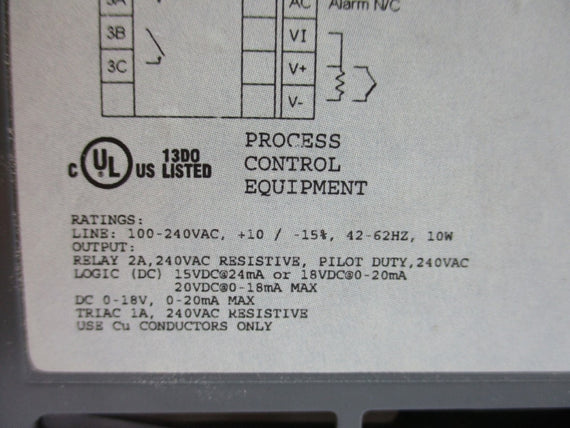 3A
AC
Alarm N/C
3B
VI
3C
V+
V-
C UL US LISTED 13DO
PROCESS
CONTROL
EQUIPMENT
RATINGS:
LINE: 100-240VAC, +10 / -15%, 42-62HZ, 10W
OUTPUT:
RELAY 2A,240VAC RESISTIVE, PILOT DUTY,240VAC
LOGIC (DC) 15VDC@24mA or 18VDC@0-20mA
20VDC@0-18mA MAX
DC 0-18V, 0-20mA MAX
TRIAC 1A, 240VAC RESISTIVE
USE Cu CONDUCTORS ONLY